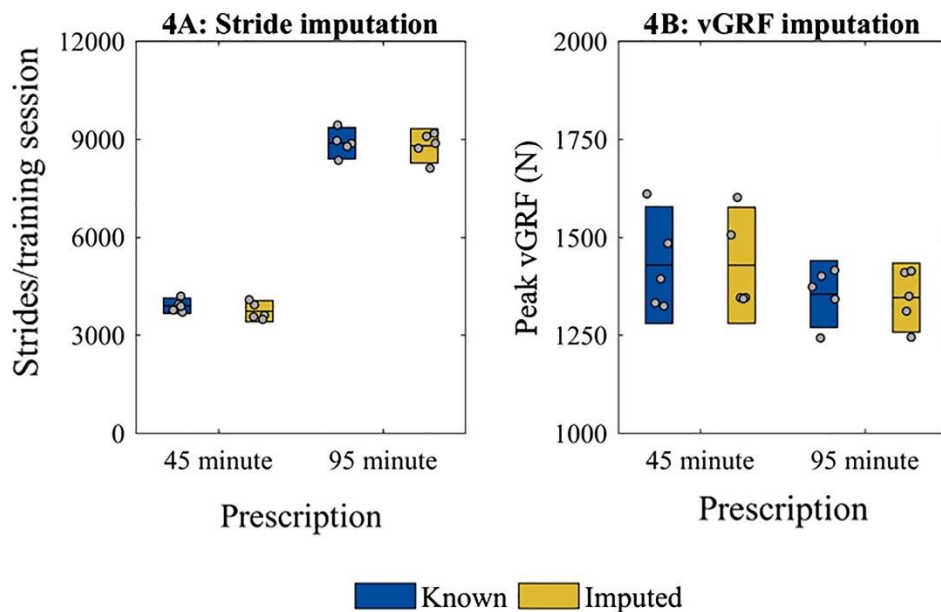 4A: Stride imputation
Strides/training session
12000
9000
6000
3000
0
45 minute 95 minute
Prescription
4B: vGRF imputation
Peak vGRF (N)
2000
1750
1500
1250
1000
45 minute 95 minute
Prescription
Known Imputed